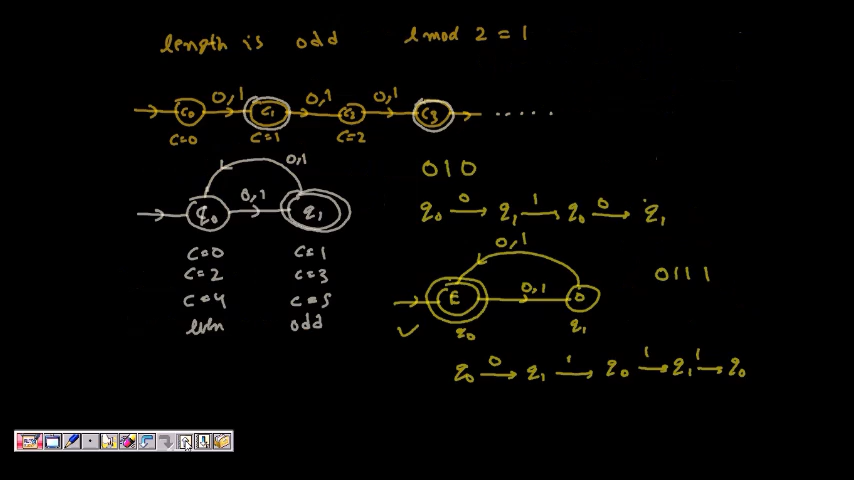 length is odd l mod 2 = 1
0,1 0,1 0,1
C0 C1 C2 C3 .....
C=0 C=1 C=2
0,1
0,1
q0 q1
C=0 C=1
C=2 C=3
C=4 C=5
even odd
010
q0 0 q1 1 q0 0 q1
0,1
0111
0,1
E O
q0 q1
q0 0 q1 1 q0 1 q1 1 q0